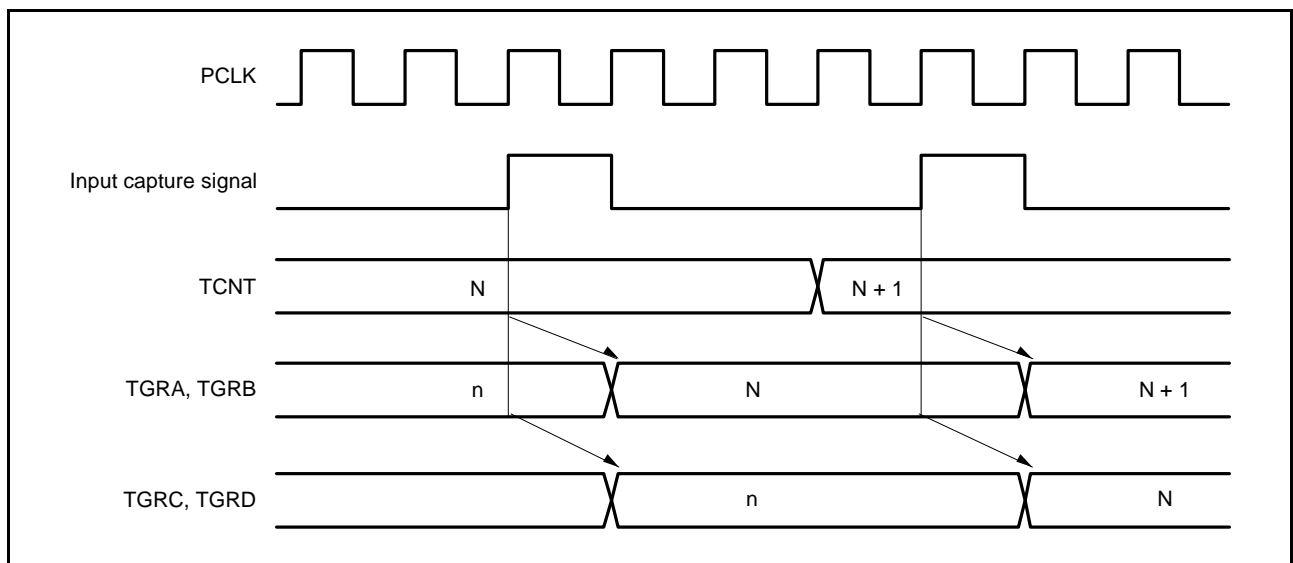 PCLK
Input capture signal
TCNT
N
N + 1
TGRA, TGRB
n
N
N + 1
TGRC, TGRD
n
N